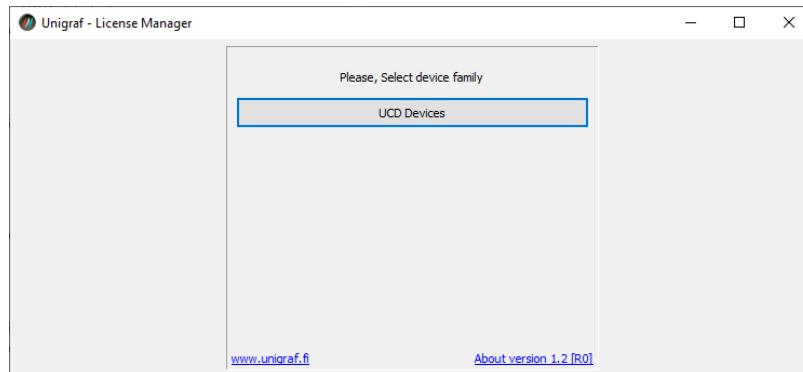 Unigraf - License Manager
Please, Select device family
UCD Devices
www.unigraf.fi
About version 1.2 [R0]